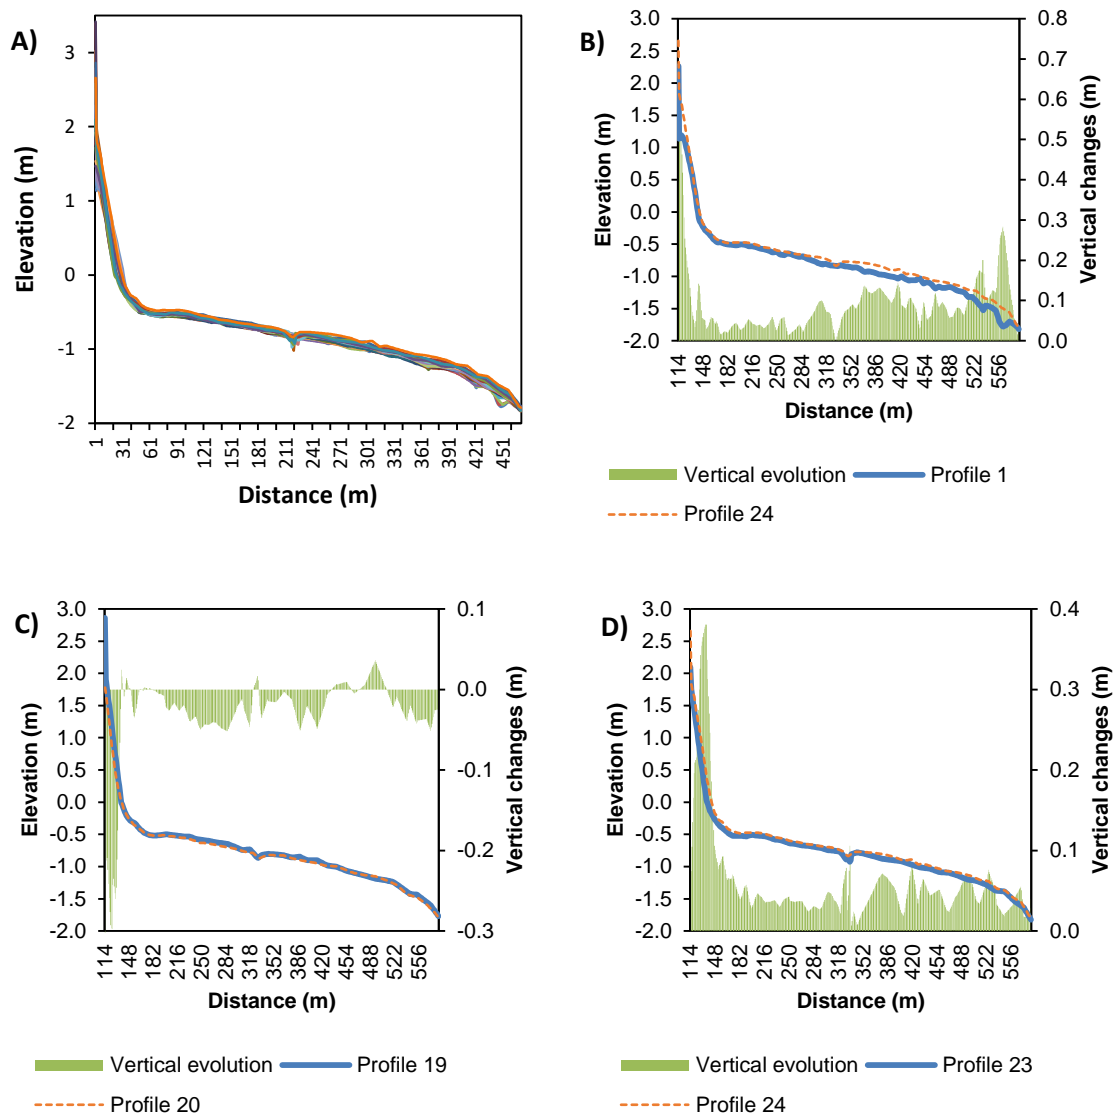 A)
3
2
1
0
-1
-2
Elevation (m)
1 31 61 91 121 151 181 211 241 271 301 331 361 391 421 451
Distance (m)
B)
3.0
2.5
2.0
1.5
1.0
0.5
0.0
-0.5
-1.0
-1.5
-2.0
Elevation (m)
0.8
0.7
0.6
0.5
0.4
0.3
0.2
0.1
0.0
Vertical changes (m)
114 148 182 216 250 284 318 352 386 420 454 488 522 556
Distance (m)
Vertical evolution Profile 1
Profile 24
C)
3.0
2.5
2.0
1.5
1.0
0.5
0.0
-0.5
-1.0
-1.5
-2.0
Elevation (m)
0.1
0.0
-0.1
-0.2
-0.3
Vertical changes (m)
114 148 182 216 250 284 318 352 386 420 454 488 522 556
Distance (m)
Vertical evolution Profile 19
Profile 20
D)
3.0
2.5
2.0
1.5
1.0
0.5
0.0
-0.5
-1.0
-1.5
-2.0
Elevation (m)
0.4
0.3
0.2
0.1
0.0
Vertical changes (m)
114 148 182 216 250 284 318 352 386 420 454 488 522 556
Distance (m)
Vertical evolution Profile 23
Profile 24